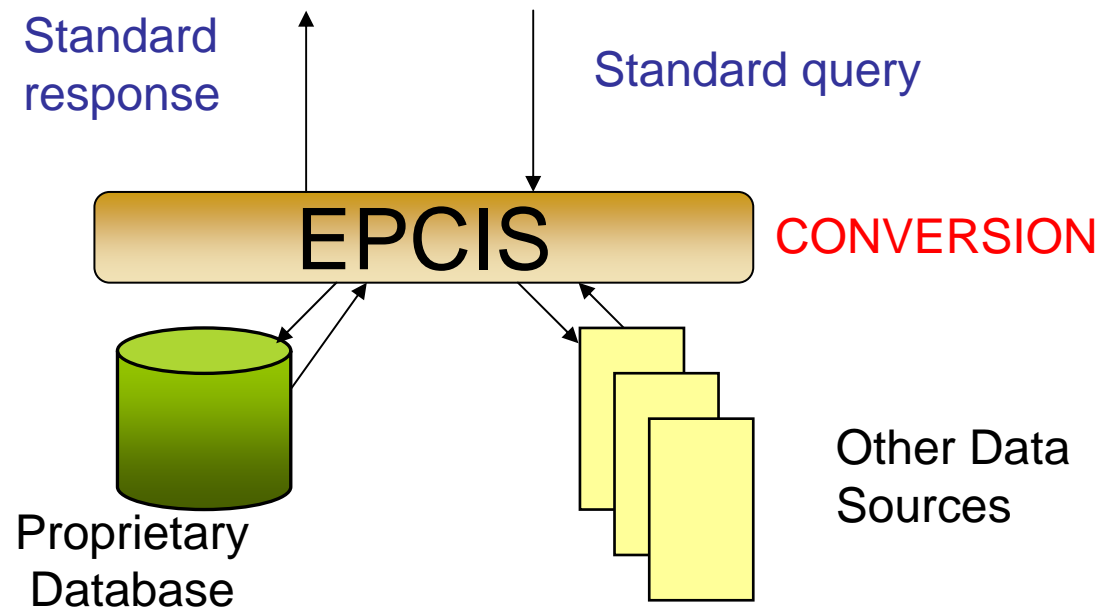 Standard
response
Standard query
EPCIS
CONVERSION
Proprietary
Database
Other Data
Sources